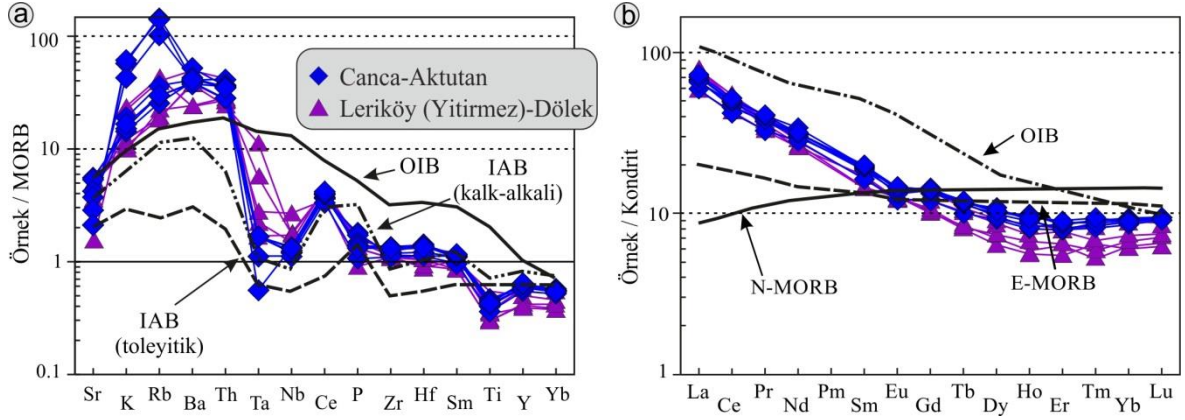 a
100
10
1
0.1
Örnek / MORB
Canca-Aktutan
Leriköy (Yitirmez)-Dölek
OIB
IAB
(kalk-alkali)
IAB
(toleyitik)
Sr K Rb Ba Th Ta Nb Ce P Zr Hf Sm Ti Y Yb
b
100
10
1
Örnek / Kondrit
OIB
N-MORB
E-MORB
La Ce Pr Nd Pm Sm Eu Gd Tb Dy Ho Er Tm Yb Lu